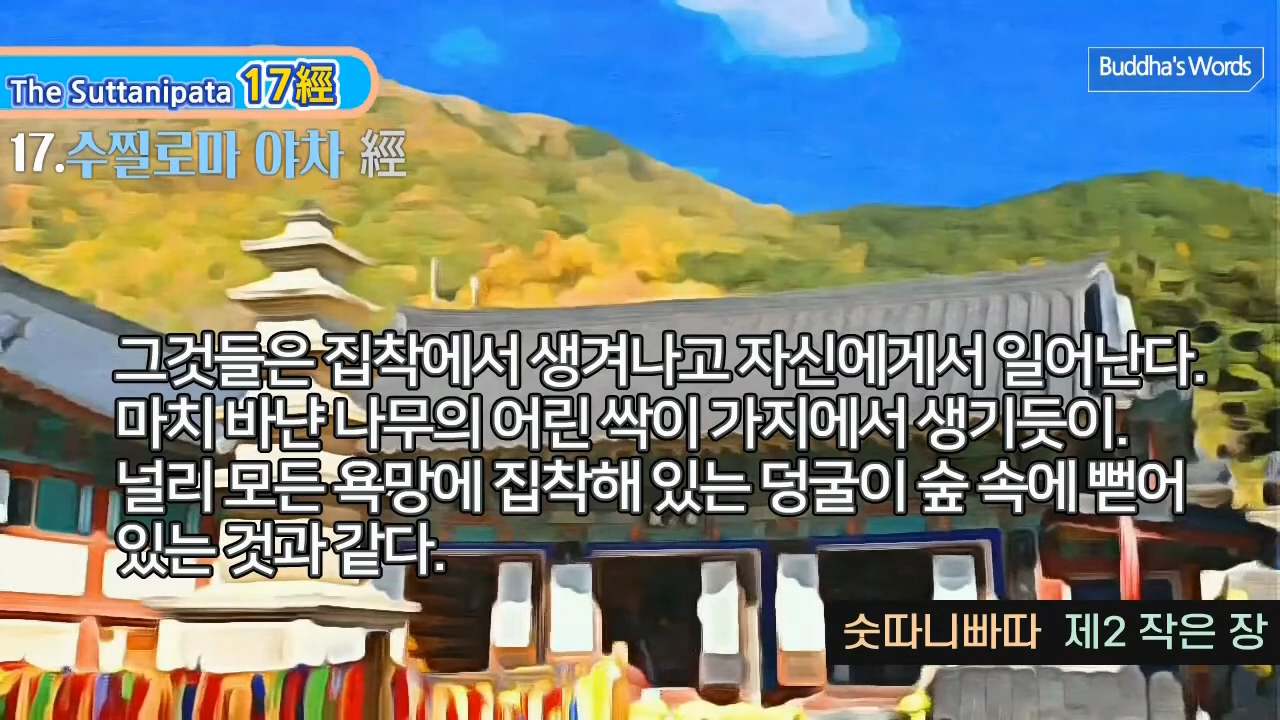 The Suttanipata 17經
Buddha's Words
17.수찔로마 야차 經
그것들은 집착에서 생겨나고 자신에게서 일어난다.
마치 바냔 나무의 어린 싹이 가지에서 생기듯이.
널리 모든 욕망에 집착해 있는 덩굴이 숲 속에 뻗어
있는 것과 같다.
숫따니빠따 제2 작은 장